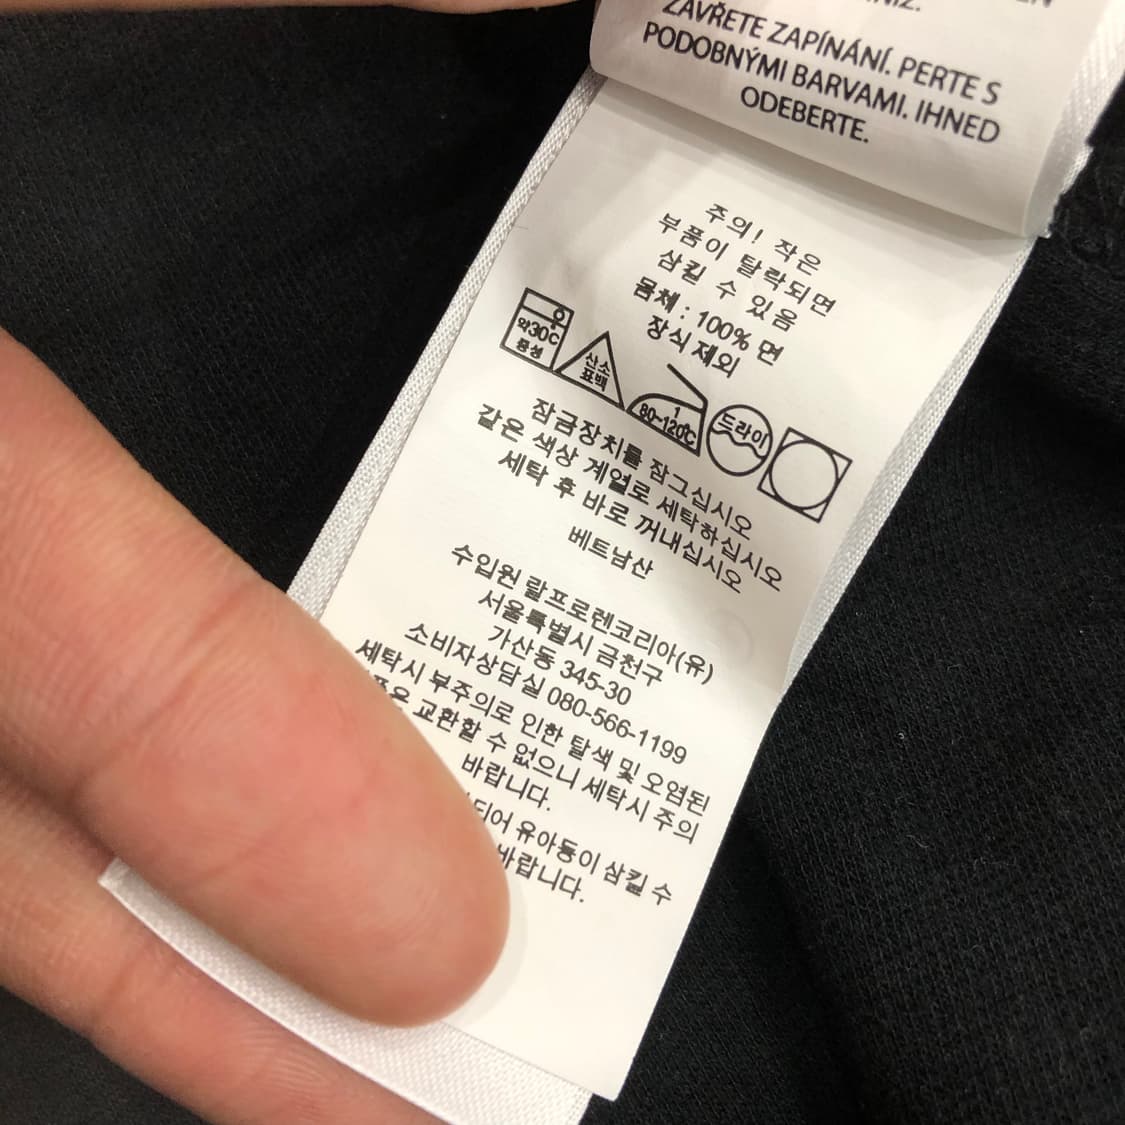 ZAVŘETE ZAPÍNÁNÍ. PERTE S
PODOBNÝMI BARVAMI. IHNED
ODEBERTE.
주의! 작은
부품이 탈락되면
삼킬 수 있음
몸체 : 100% 면
장식제외
약30℃
중성
산소
표백
1
80~120℃
드라이
잠금장치를 잠그십시오
같은 색상 계열로 세탁하십시오
세탁 후 바로 꺼내십시오
베트남산
수입원 랄프로렌코리아(유)
서울특별시 금천구
가산동 345-30
소비자상담실 080-566-1199
세탁시 부주의로 인한 탈색 및 오염된
교환할 수 없으니 세탁시 주의
바랍니다.
되어 유아동이 삼킬 수
바랍니다.